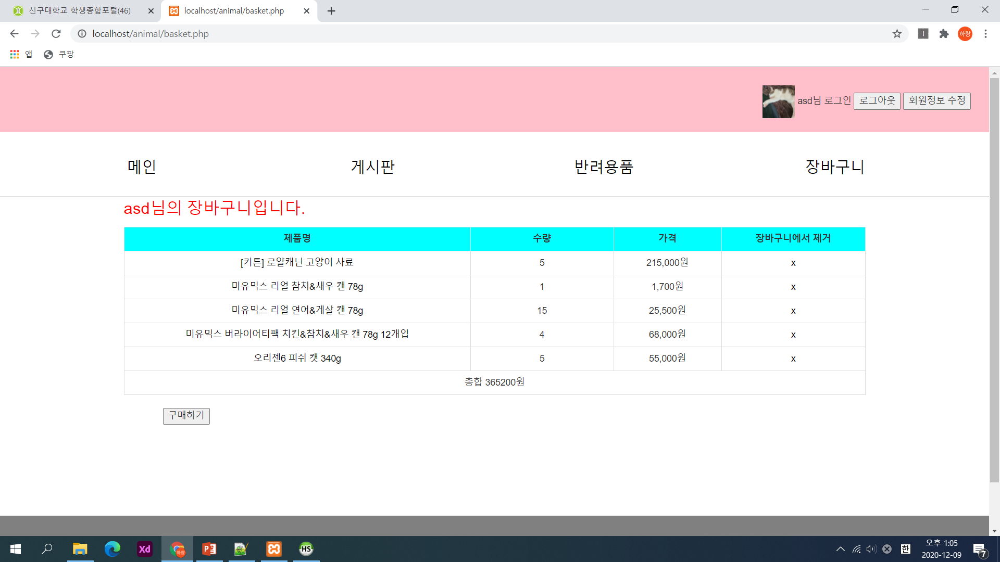 신구대학교 학생종합포털(46)
localhost/animal/basket.php
localhost/animal/basket.php
I
하랑
앱
쿠팡
asd님 로그인 로그아웃 회원정보 수정
메인 게시판 반려용품 장바구니
asd님의 장바구니입니다.
제품명 수량 가격 장바구니에서 제거
[키튼] 로얄캐닌 고양이 사료 5 215,000원 x
미유믹스 리얼 참치&새우 캔 78g 1 1,700원 x
미유믹스 리얼 연어&게살 캔 78g 15 25,500원 x
미유믹스 버라이어티팩 치킨&참치&새우 캔 78g 12개입 4 68,000원 x
오리젠6 피쉬 캣 340g 5 55,000원 x
총합 365200원
구매하기
Xd
하랑
P
HS
한
오후 1:05
2020-12-09
7